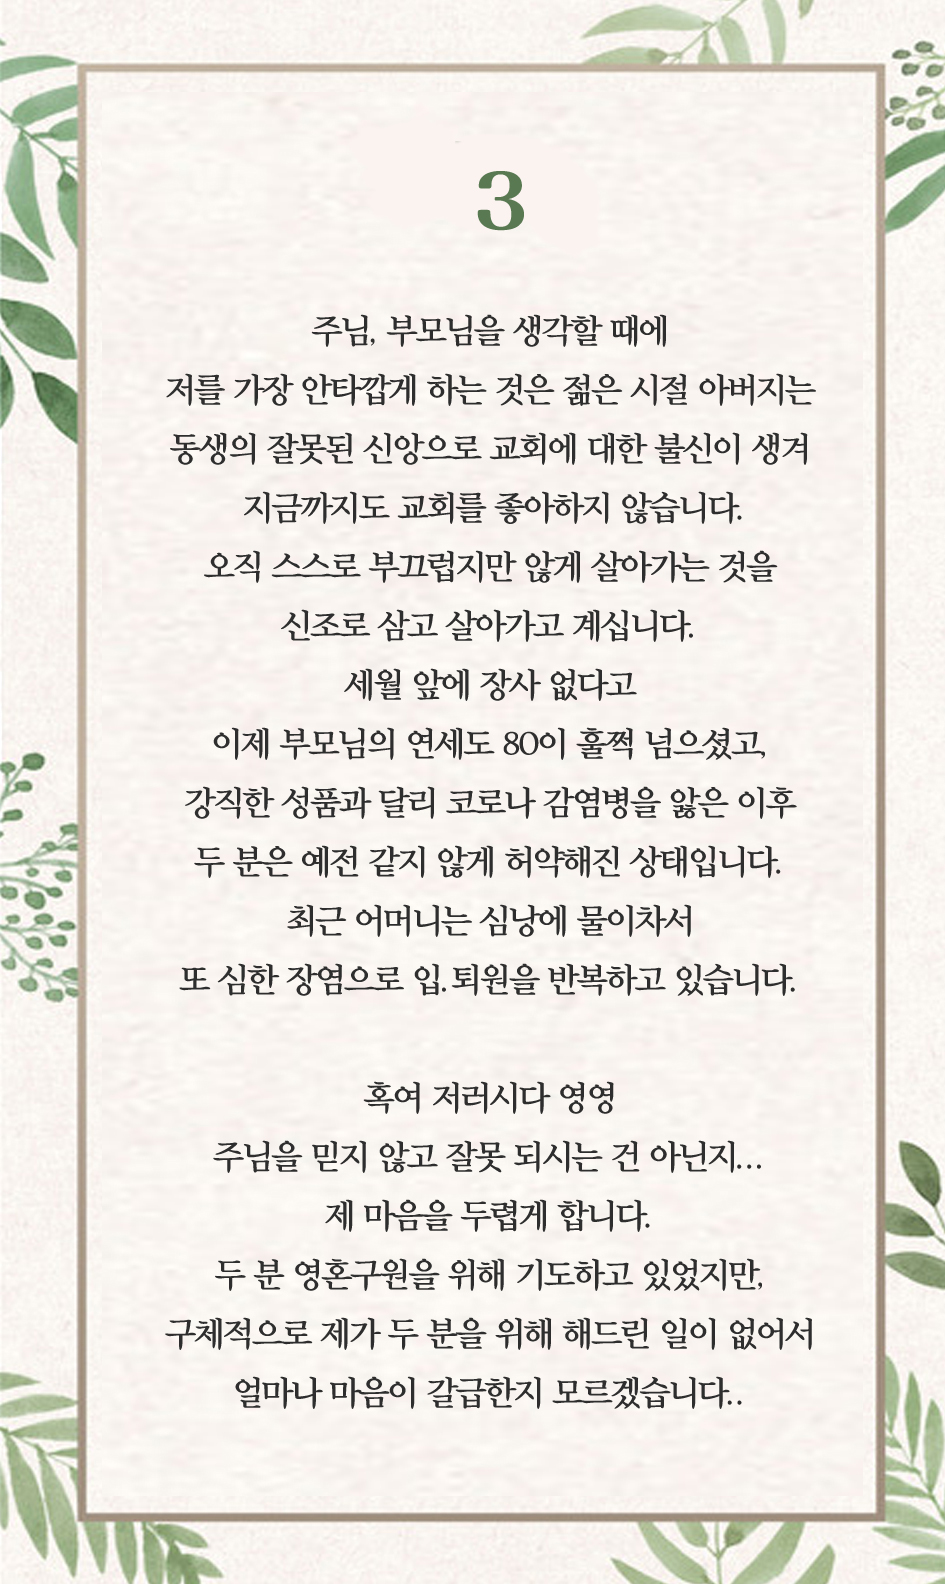 3
주님, 부모님을 생각할 때에
저를 가장 안타깝게 하는 것은 젊은 시절 아버지는
동생의 잘못된 신앙으로 교회에 대한 불신이 생겨
지금까지도 교회를 좋아하지 않습니다.
오직 스스로 부끄럽지만 않게 살아가는 것을
신조로 삼고 살아가고 계십니다.
세월 앞에 장사 없다고
이제 부모님의 연세도 80이 훌쩍 넘으셨고,
강직한 성품과 달리 코로나 감염병을 앓은 이후
두 분은 예전 같지 않게 허약해진 상태입니다.
최근 어머니는 심낭에 물이차서
또 심한 장염으로 입.퇴원을 반복하고 있습니다.
혹여 저러시다 영영
주님을 믿지 않고 잘못 되시는 건 아닌지...
제 마음을 두렵게 합니다.
두 분 영혼구원을 위해 기도하고 있었지만,
구체적으로 제가 두 분을 위해 해드린 일이 없어서
얼마나 마음이 갈급한지 모르겠습니다..